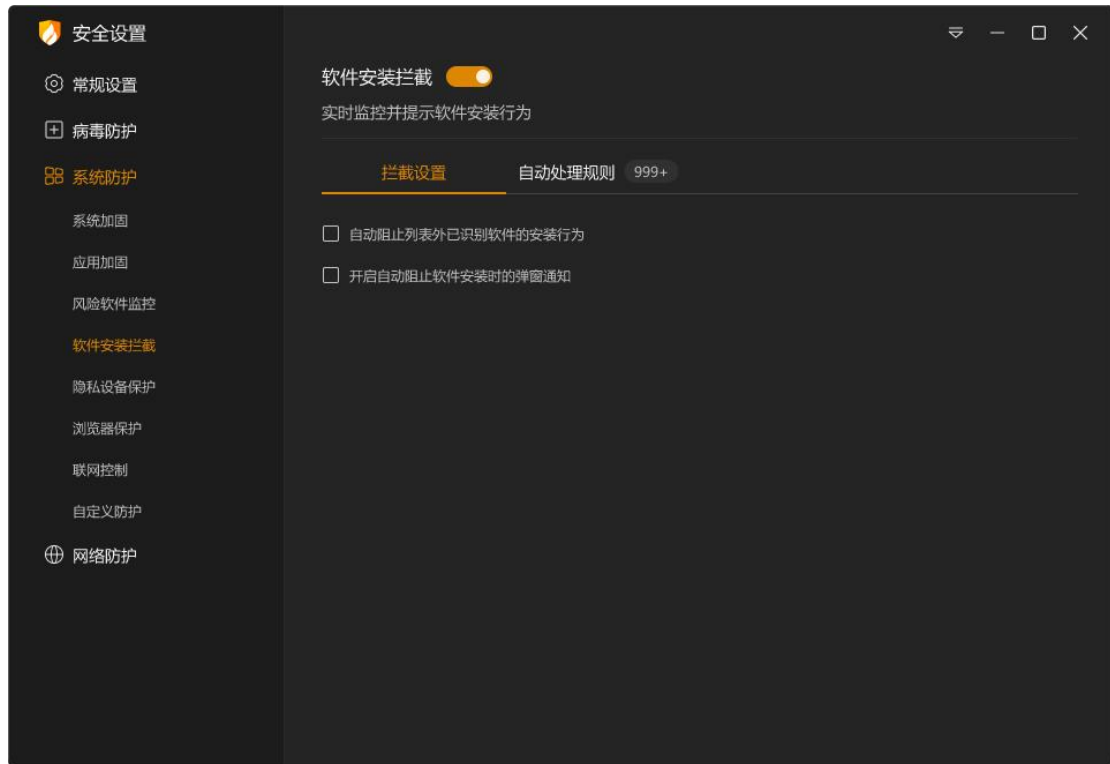 安全设置
常规设置
病毒防护
系统防护
系统加固
应用加固
风险软件监控
软件安装拦截
隐私设备保护
浏览器保护
联网控制
自定义防护
网络防护
软件安装拦截
实时监控并提示软件安装行为
拦截设置 自动处理规则 999+
自动阻止列表外已识别软件的安装行为
开启自动阻止软件安装时的弹窗通知